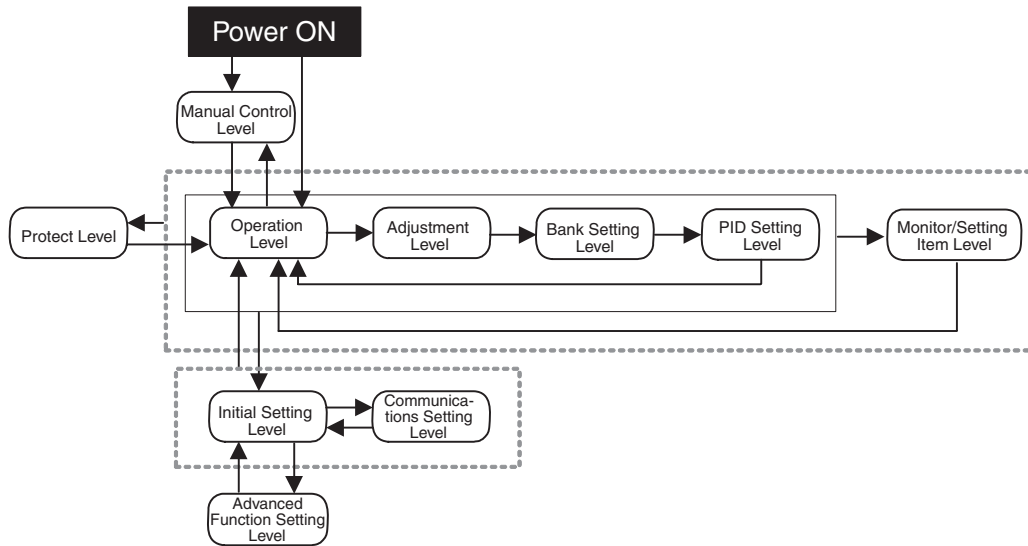 Power ON
Manual Control
Level
Protect Level
Operation
Level
Adjustment
Level
Bank Setting
Level
PID Setting
Level
Monitor/Setting
Item Level
Initial Setting
Level
Communica-
tions Setting
Level
Advanced
Function Setting
Level